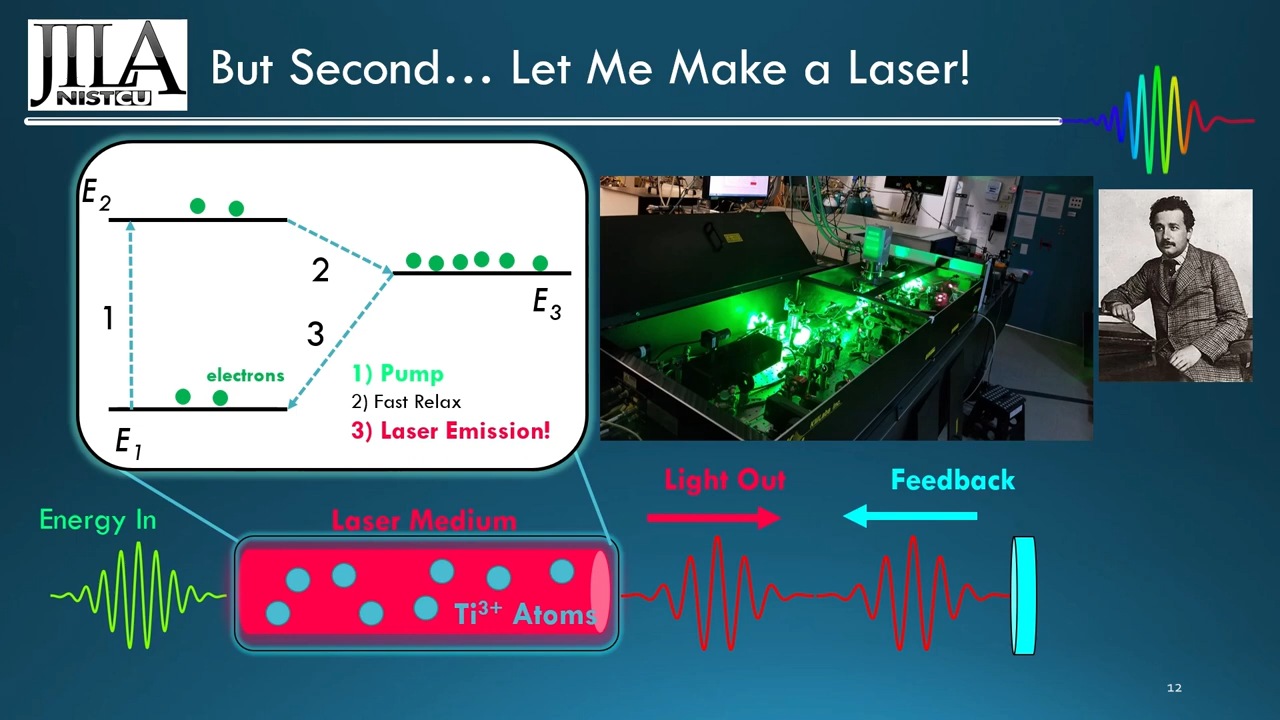 JILA
NIST CU
But Second… Let Me Make a Laser!
E2
1
2
3
E3
electrons
E1
1) Pump
2) Fast Relax
3) Laser Emission!
Light Out
Feedback
Energy In
Laser Medium
Ti³⁺ Atoms
12